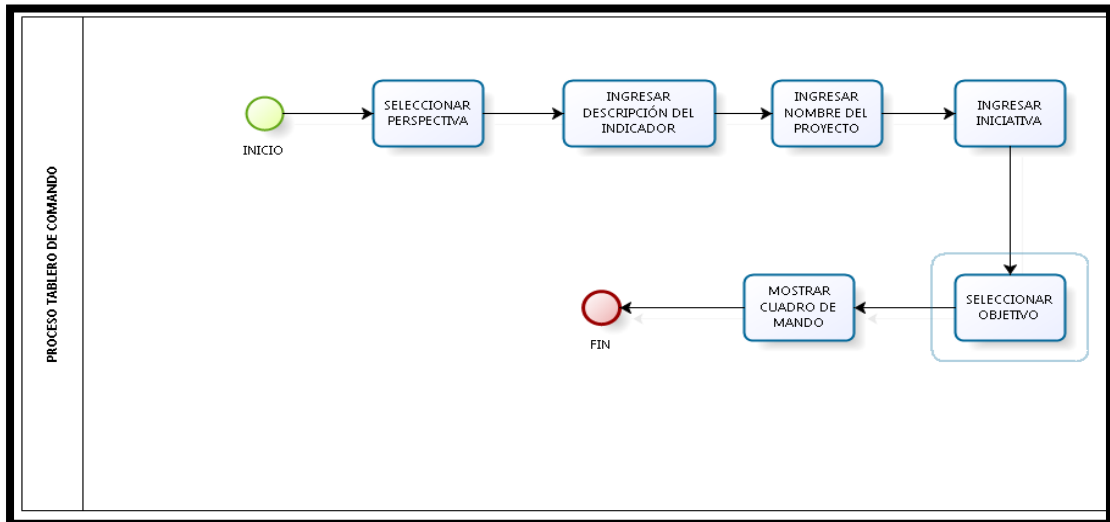 PROCESO TABLERO DE COMANDO
INICIO
SELECCIONAR
PERSPECTIVA
INGRESAR
DESCRIPCIÓN DEL
INDICADOR
INGRESAR
NOMBRE DEL
PROYECTO
INGRESAR
INICIATIVA
SELECCIONAR
OBJETIVO
MOSTRAR
CUADRO DE
MANDO
FIN